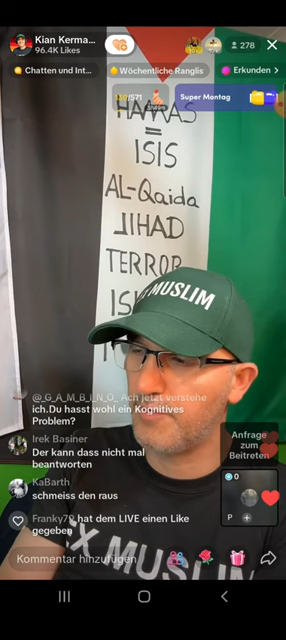 Kian Kerma...
96.4K Likes
278
Chatten und Int...
Wöchentliche Ranglis
Erkunden >
/571
Super Montag
HAMAS
=
ISIS
AL-Qaida
JIHAD
TERROR
X MUSLIM
@_G_A_M_B_I_N_O_ Ach jetzt verstehe
ich.Du hasst wohl ein Kognitives
Problem?
Irek Basiner
Der kann dass nicht mal
beantworten
KaBarth
schmeiss den raus
Franky79 hat dem LIVE einen Like
gegeben
Anfrage
zum
Beitreten
0
P +
X MUSLIM
Kommentar hinzufügen